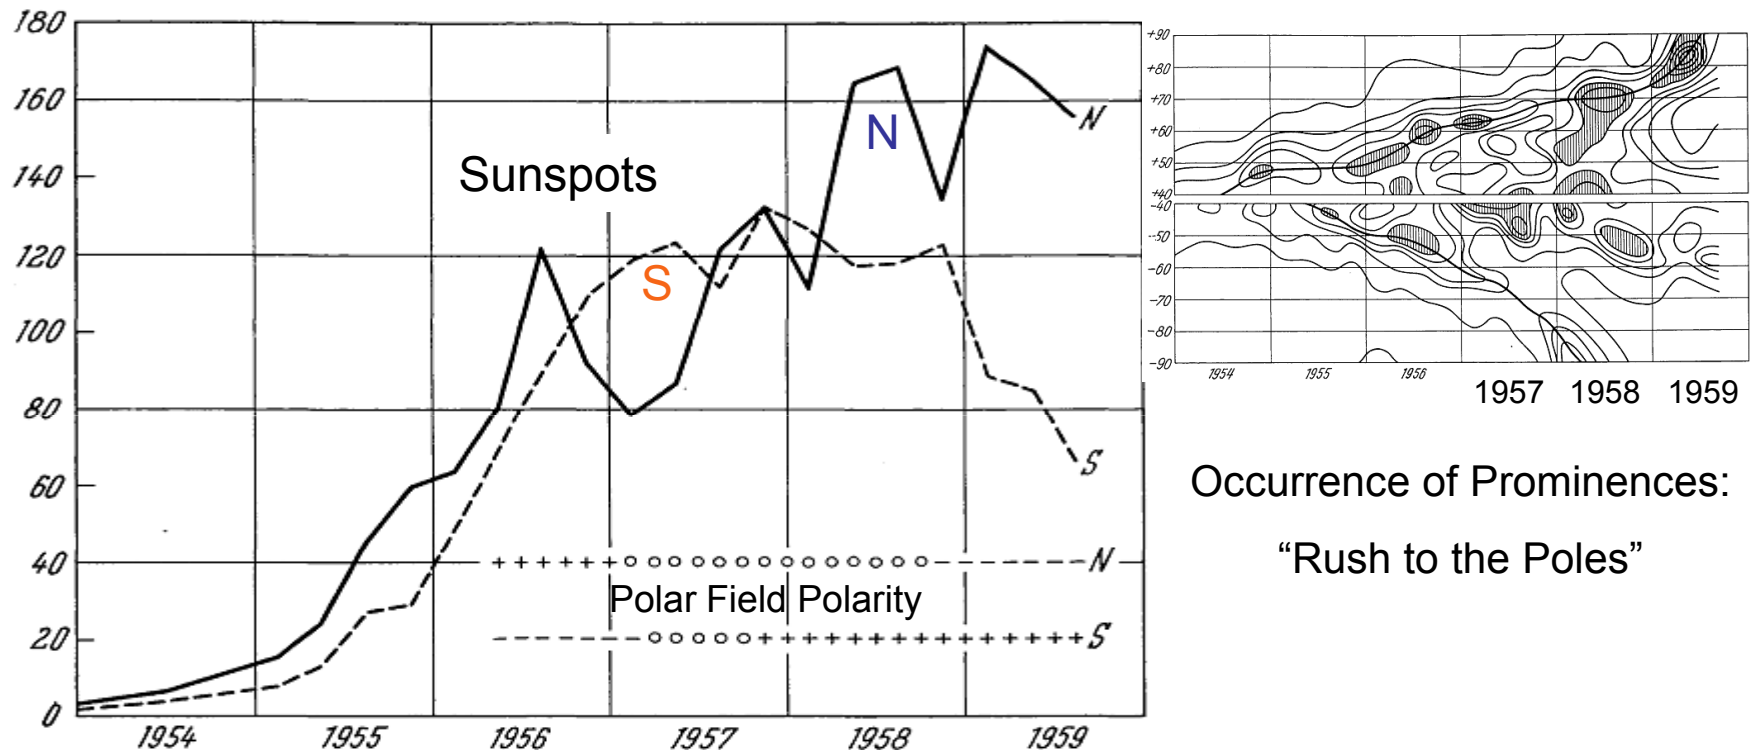 180
160
140
120
100
80
60
40
20
0
1954 1955 1956 1957 1958 1959
Sunspots
N
S
N
S
+ + + + + + o o o o o o o o o o o o o o - - - - - - - N
Polar Field Polarity
- - - - - - - o o o o o + + + + + + + + + + + + + + + S
+90
+80
+70
+60
+50
+40
-40
-50
-60
-70
-80
-90
1954 1955 1956 1957 1958 1959
Occurrence of Prominences:
“Rush to the Poles”